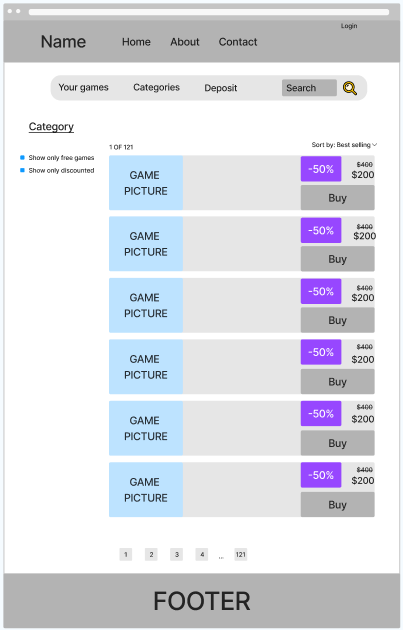 Login
Name
Home
About
Contact
Your games
Categories
Deposit
Search
Category
Show only free games
Show only discounted
1 OF 121
Sort by: Best selling
GAME
PICTURE
-50%
$400
$200
Buy
GAME
PICTURE
-50%
$400
$200
Buy
GAME
PICTURE
-50%
$400
$200
Buy
GAME
PICTURE
-50%
$400
$200
Buy
GAME
PICTURE
-50%
$400
$200
Buy
GAME
PICTURE
-50%
$400
$200
Buy
1 2 3 4 ... 121
FOOTER